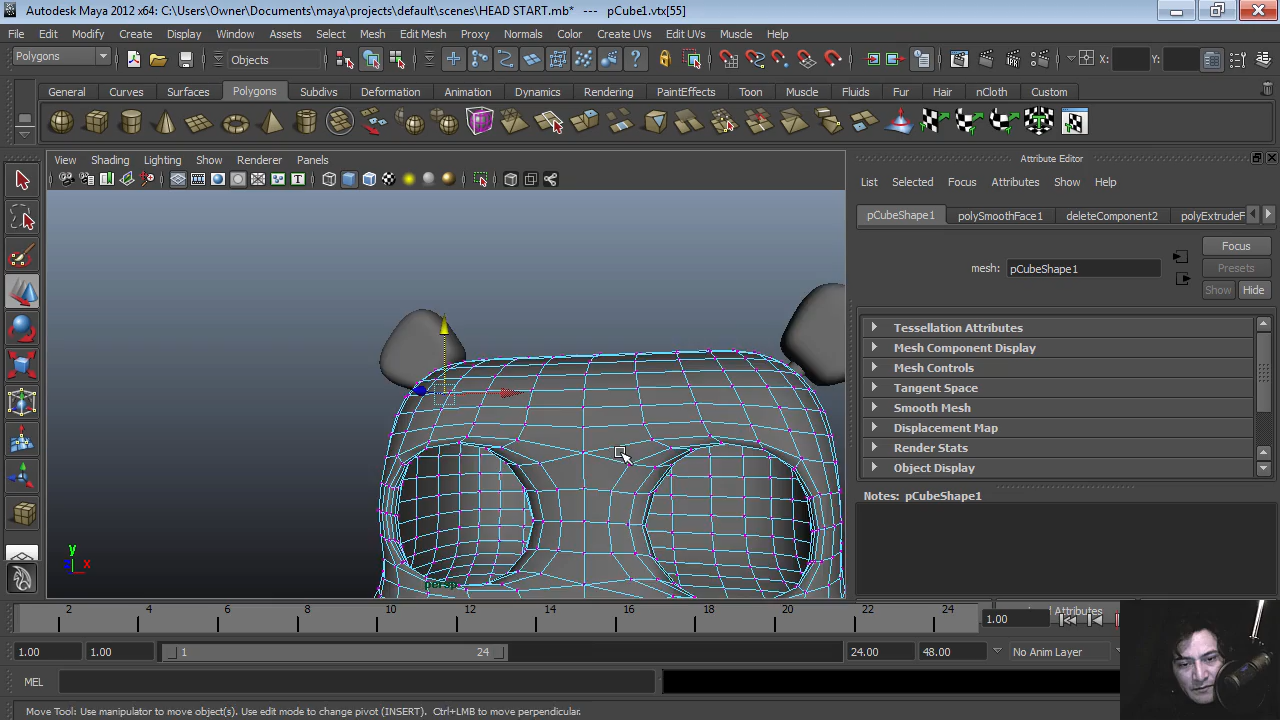 Autodesk Maya 2012 x64: C:\Users\Owner\Documents\maya\projects\default\scenes\HEAD START.mb* --- pCube1.vtx[55]
File Edit Modify Create Display Window Assets Select Mesh Edit Mesh Proxy Normals Color Create UVs Edit UVs Muscle Help
Polygons Objects X: Y:
General Curves Surfaces Polygons Subdivs Deformation Animation Dynamics Rendering PaintEffects Toon Muscle Fluids Fur Hair nCloth Custom
View Shading Lighting Show Renderer Panels
Attribute Editor
List Selected Focus Attributes Show Help
pCubeShape1 polySmoothFace1 deleteComponent2 polyExtrudeF
Focus
mesh: pCubeShape1
Presets
Show Hide
Tessellation Attributes
Mesh Component Display
Mesh Controls
Tangent Space
Smooth Mesh
Displacement Map
Render Stats
Object Display
Notes: pCubeShape1
y
z x
persp
2 4 6 8 10 12 14 16 18 20 22 24
1.00
1.00 1.00 1 24 24.00 48.00 No Anim Layer
MEL
Move Tool: Use manipulator to move object(s). Use edit mode to change pivot (INSERT). Ctrl+LMB to move perpendicular.